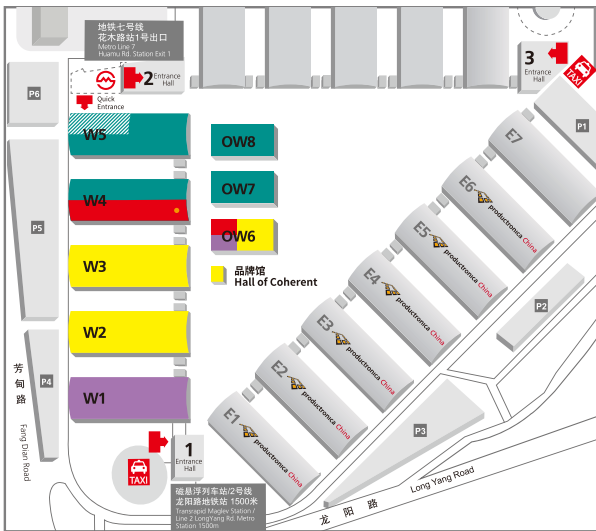 地铁七号线
花木路站1号出口
Metro Line 7
Huamu Rd. Station Exit 1
2 Entrance Hall
Quick Entrance
3
Entrance Hall
TAXI
P6
P1
W5
OW8
E7
W4
OW7
E6
productronica China
P5
OW6
E5
productronica China
W3
品牌馆
Hall of Coherent
E4
productronica China
P2
W2
E3
productronica China
P4
芳甸路
Fang Dian Road
W1
E2
productronica China
E1
productronica China
P3
1
Entrance Hall
TAXI
Long Yang Road
龙阳路
磁悬浮列车站/2号线
龙阳路地铁站 1500米
Transrapid Maglev Station /
Line 2 LongYang Rd. Metro
Station 1500m